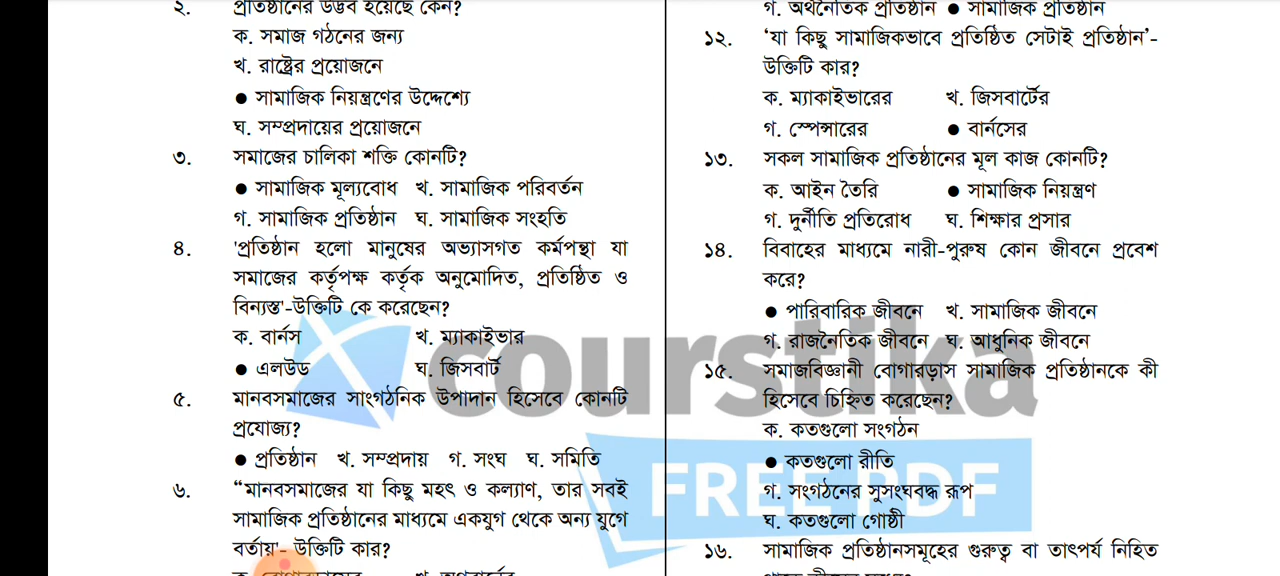 ২. প্রতিষ্ঠানের উদ্ভব হয়েছে কেন?
ক. সমাজ গঠনের জন্য
খ. রাষ্ট্রের প্রয়োজনে
● সামাজিক নিয়ন্ত্রণের উদ্দেশ্যে
ঘ. সম্প্রদায়ের প্রয়োজনে
৩. সমাজের চালিকা শক্তি কোনটি?
● সামাজিক মূল্যবোধ খ. সামাজিক পরিবর্তন
গ. সামাজিক প্রতিষ্ঠান ঘ. সামাজিক সংহতি
৪. 'প্রতিষ্ঠান হলো মানুষের অভ্যাসগত কর্মপন্থা যা
সমাজের কর্তৃপক্ষ কর্তৃক অনুমোদিত, প্রতিষ্ঠিত ও
বিন্যস্ত'-উক্তিটি কে করেছেন?
ক. বার্নস খ. ম্যাকাইভার
● এলউড ঘ. জিসবার্ট
৫. মানবসমাজের সাংগঠনিক উপাদান হিসেবে কোনটি
প্রযোজ্য?
● প্রতিষ্ঠান খ. সম্প্রদায় গ. সংঘ ঘ. সমিতি
৬. “মানবসমাজের যা কিছু মহৎ ও কল্যাণ, তার সবই
সামাজিক প্রতিষ্ঠানের মাধ্যমে একযুগ থেকে অন্য যুগে
বর্তায়'- উক্তিটি কার?
গ. অর্থনৈতিক প্রতিষ্ঠান ● সামাজিক প্রতিষ্ঠান
১২. ‘যা কিছু সামাজিকভাবে প্রতিষ্ঠিত সেটাই প্রতিষ্ঠান’-
উক্তিটি কার?
ক. ম্যাকাইভারের খ. জিসবার্টের
গ. স্পেন্সারের ● বার্নসের
১৩. সকল সামাজিক প্রতিষ্ঠানের মূল কাজ কোনটি?
ক. আইন তৈরি ● সামাজিক নিয়ন্ত্রণ
গ. দুর্নীতি প্রতিরোধ ঘ. শিক্ষার প্রসার
১৪. বিবাহের মাধ্যমে নারী-পুরুষ কোন জীবনে প্রবেশ
করে?
● পারিবারিক জীবনে খ. সামাজিক জীবনে
গ. রাজনৈতিক জীবনে ঘ. আধুনিক জীবনে
১৫. সমাজবিজ্ঞানী বোগারড়াস সামাজিক প্রতিষ্ঠানকে কী
হিসেবে চিহ্নিত করেছেন?
ক. কতগুলো সংগঠন
● কতগুলো রীতি
গ. সংগঠনের সুসংঘবদ্ধ রূপ
ঘ. কতগুলো গোষ্ঠী
১৬. সামাজিক প্রতিষ্ঠানসমূহের গুরুত্ব বা তাৎপর্য নিহিত
courstika
FREE PDF